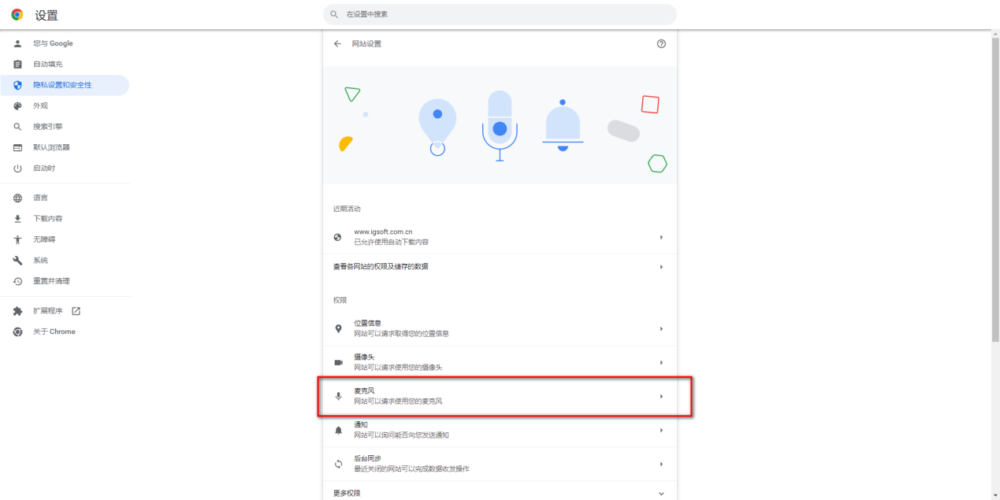 设置
在设置中搜索
您与 Google
自动填充
隐私设置和安全性
外观
搜索引擎
默认浏览器
启动时
语言
下载内容
无障碍
系统
重置并清理
扩展程序
关于 Chrome
网站设置
近期活动
www.igsoft.com.cn
已允许使用自动下载内容
查看各网站的权限及储存的数据
权限
位置信息
网站可以请求取得您的位置信息
摄像头
网站可以请求使用您的摄像头
麦克风
网站可以请求使用您的麦克风
通知
网站可以询问能否向您发送通知
后台同步
最近关闭的网站可以完成数据收发操作
更多权限